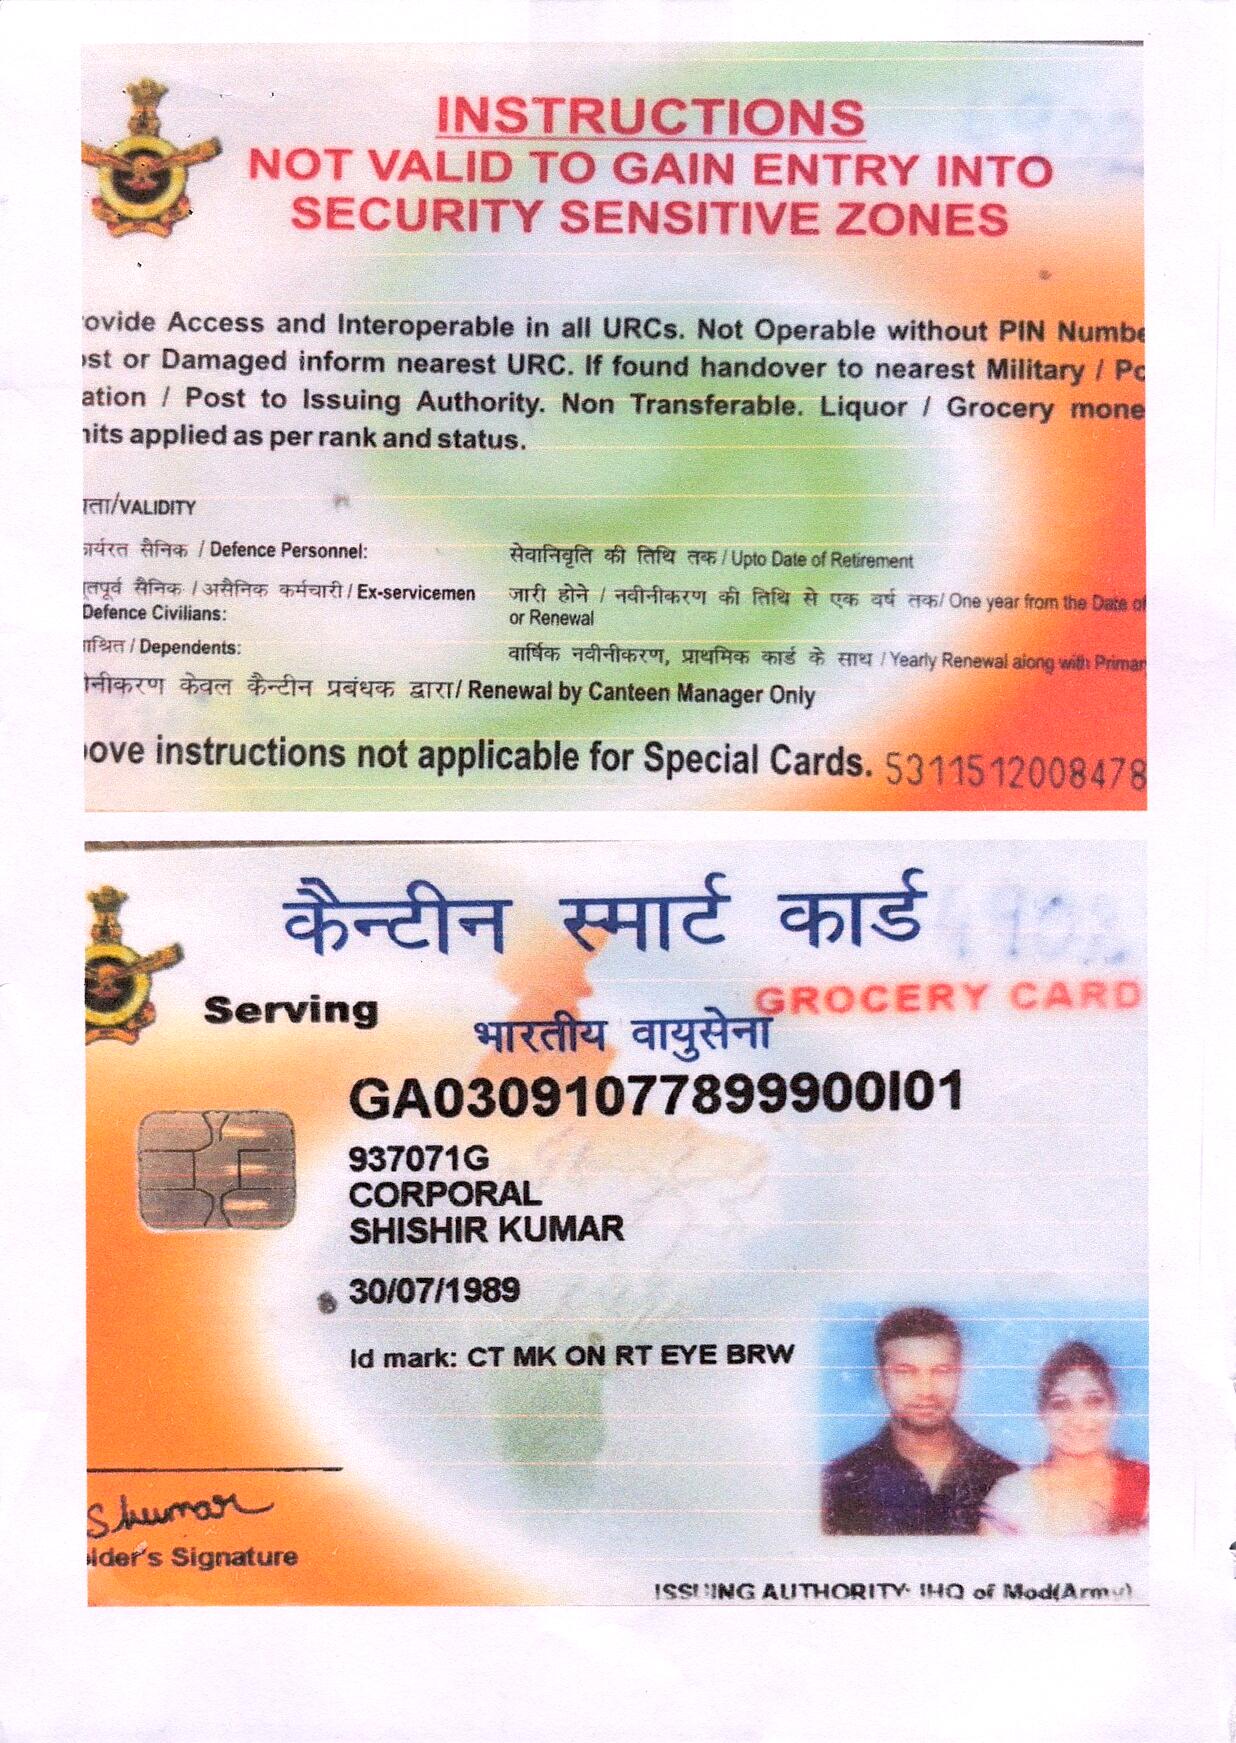 INSTRUCTIONS
NOT VALID TO GAIN ENTRY INTO
SECURITY SENSITIVE ZONES
ovide Access and Interoperable in all URCs. Not Operable without PIN Numbe
st or Damaged inform nearest URC. If found handover to nearest Military / Po
ation / Post to Issuing Authority. Non Transferable. Liquor / Grocery mone
nits applied as per rank and status.
ता/VALIDITY
ार्यरत सैनिक / Defence Personnel:
सेवानिवृति की तिथि तक / Upto Date of Retirement
तपूर्व सैनिक / असैनिक कर्मचारी / Ex-servicemen
जारी होने / नवीनीकरण की तिथि से एक वर्ष तक/ One year from the Date of
Defence Civilians:
or Renewal
ाश्रित / Dependents:
वार्षिक नवीनीकरण, प्राथमिक कार्ड के साथ / Yearly Renewal along with Primar
नीकरण केवल कैन्टीन प्रबंधक द्वारा/ Renewal by Canteen Manager Only
ove instructions not applicable for Special Cards. 5311512008478
कैन्टीन स्मार्ट कार्ड
GROCERY CARD
Serving
भारतीय वायुसेना
GA03091077899900I01
937071G
CORPORAL
SHISHIR KUMAR
30/07/1989
Id mark: CT MK ON RT EYE BRW
Skumar
lder's Signature
ISSUING AUTHORITY: IHQ of Mod(Army)